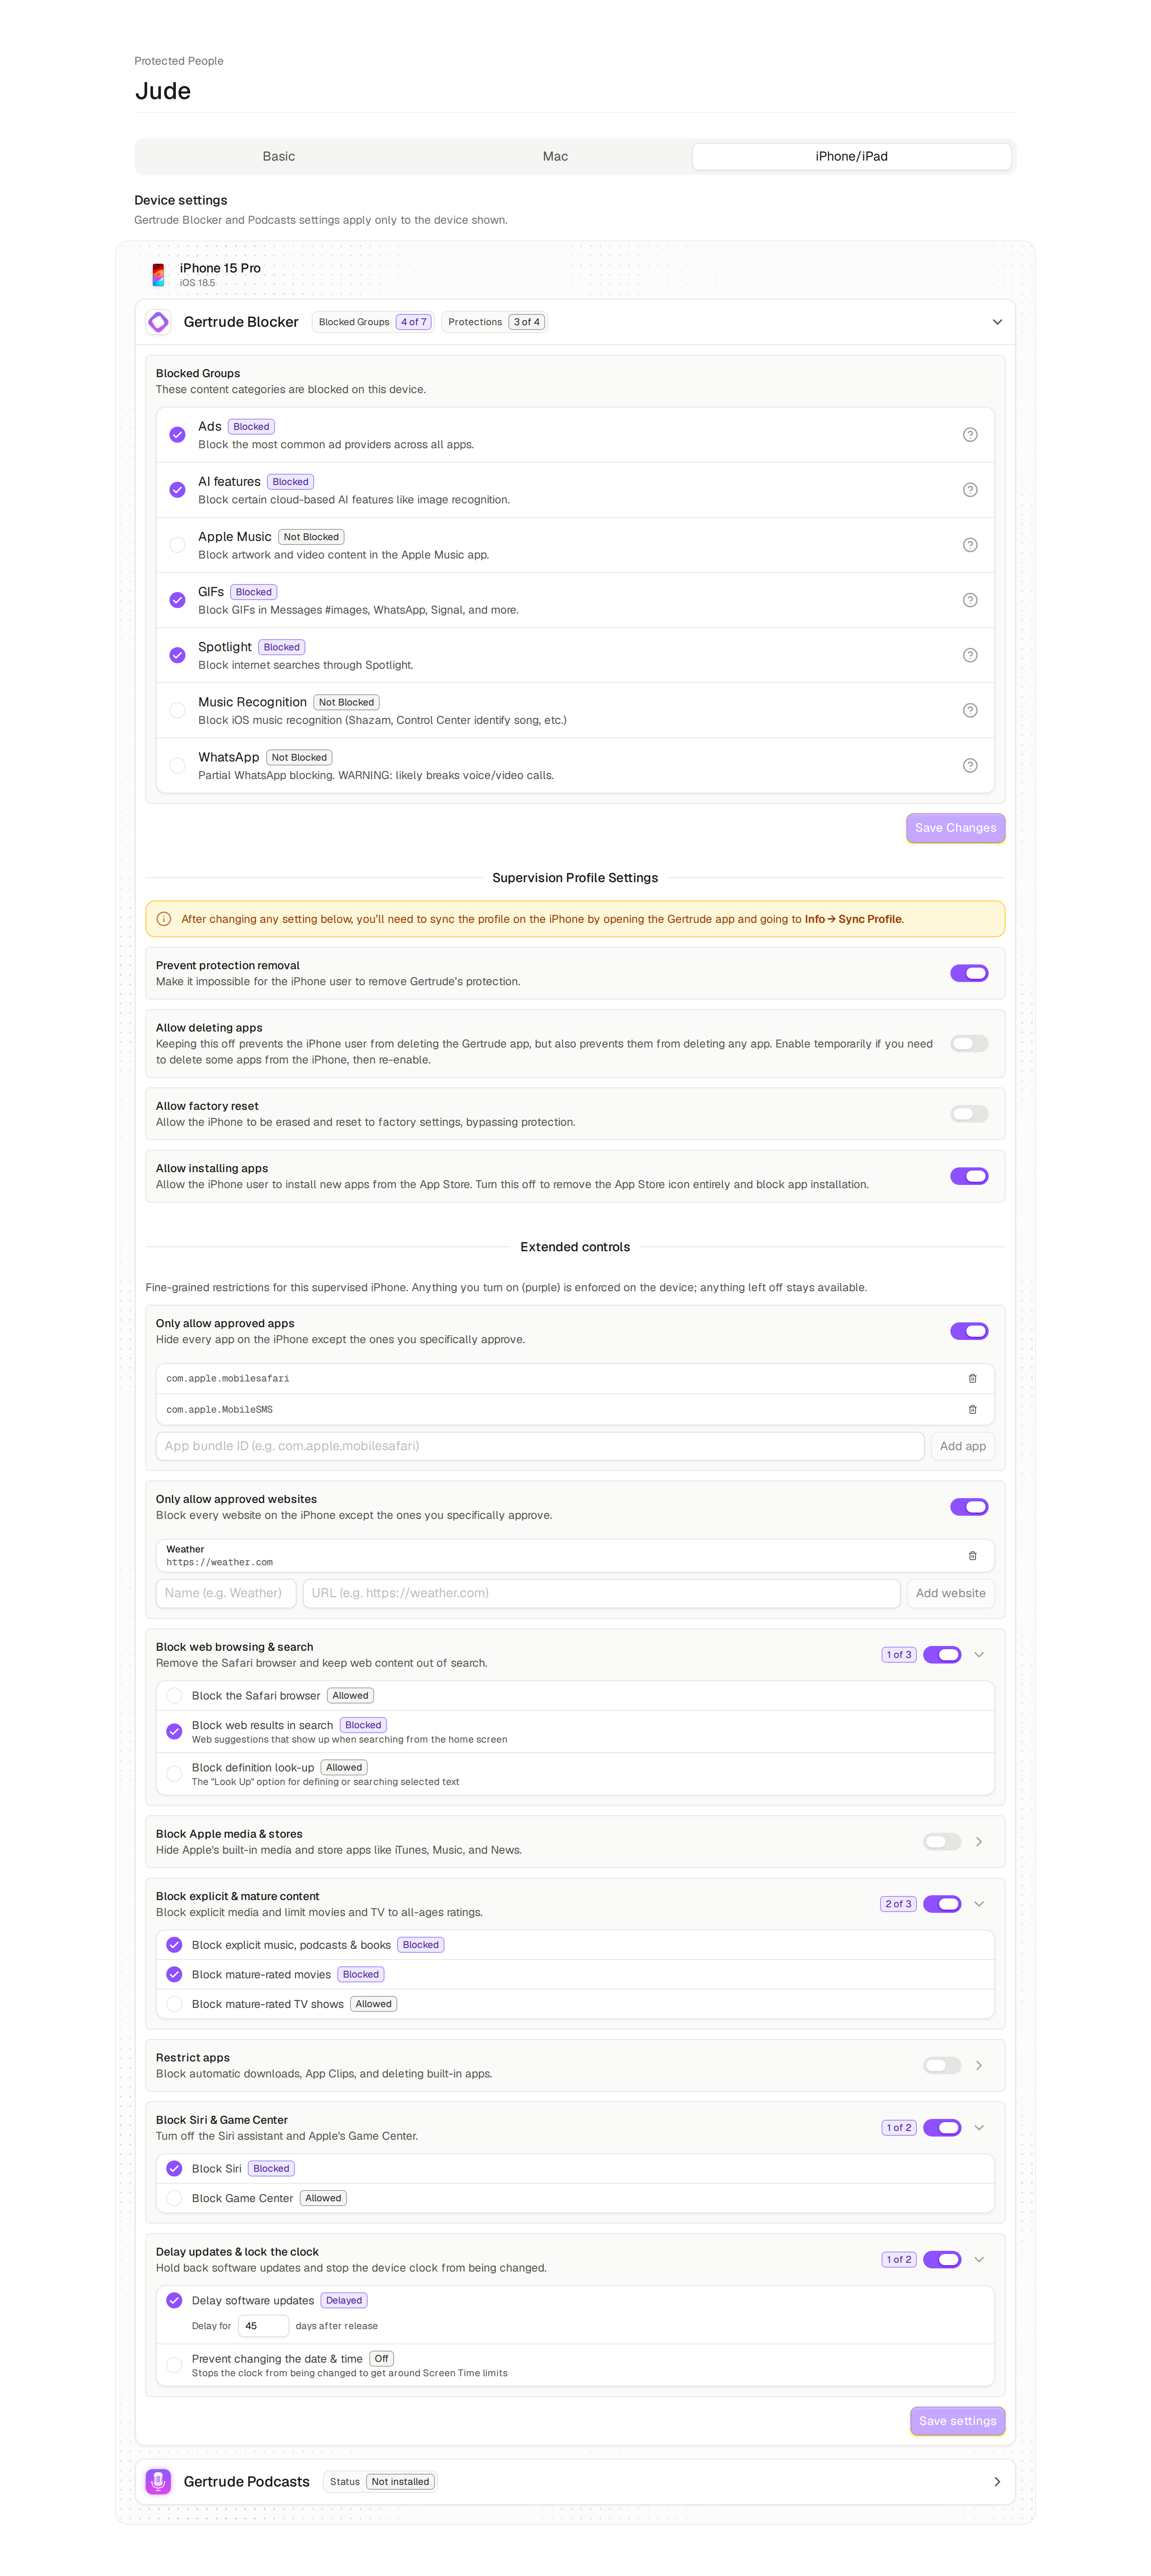 Protected People
Jude
Basic
Mac
iPhone/iPad
Device settings
Gertrude Blocker and Podcasts settings apply only to the device shown.
iPhone 15 Pro
iOS 18.5
Gertrude Blocker
Blocked Groups 4 of 7
Protections 3 of 4
Blocked Groups
These content categories are blocked on this device.
Ads Blocked
Block the most common ad providers across all apps.
AI features Blocked
Block certain cloud-based AI features like image recognition.
Apple Music Not Blocked
Block artwork and video content in the Apple Music app.
GIFs Blocked
Block GIFs in Messages #images, WhatsApp, Signal, and more.
Spotlight Blocked
Block internet searches through Spotlight.
Music Recognition Not Blocked
Block iOS music recognition (Shazam, Control Center identify song, etc.)
WhatsApp Not Blocked
Partial WhatsApp blocking. WARNING: likely breaks voice/video calls.
Save Changes
Supervision Profile Settings
After changing any setting below, you'll need to sync the profile on the iPhone by opening the Gertrude app and going to Info → Sync Profile.
Prevent protection removal
Make it impossible for the iPhone user to remove Gertrude's protection.
Allow deleting apps
Keeping this off prevents the iPhone user from deleting the Gertrude app, but also prevents them from deleting any app. Enable temporarily if you need
to delete some apps from the iPhone, then re-enable.
Allow factory reset
Allow the iPhone to be erased and reset to factory settings, bypassing protection.
Allow installing apps
Allow the iPhone user to install new apps from the App Store. Turn this off to remove the App Store icon entirely and block app installation.
Extended controls
Fine-grained restrictions for this supervised iPhone. Anything you turn on (purple) is enforced on the device; anything left off stays available.
Only allow approved apps
Hide every app on the iPhone except the ones you specifically approve.
com.apple.mobilesafari
com.apple.MobileSMS
App bundle ID (e.g. com.apple.mobilesafari)
Add app
Only allow approved websites
Block every website on the iPhone except the ones you specifically approve.
Weather
https://weather.com
Name (e.g. Weather)
URL (e.g. https://weather.com)
Add website
Block web browsing & search
Remove the Safari browser and keep web content out of search.
1 of 3
Block the Safari browser Allowed
Block web results in search Blocked
Web suggestions that show up when searching from the home screen
Block definition look-up Allowed
The "Look Up" option for defining or searching selected text
Block Apple media & stores
Hide Apple's built-in media and store apps like iTunes, Music, and News.
Block explicit & mature content
Block explicit media and limit movies and TV to all-ages ratings.
2 of 3
Block explicit music, podcasts & books Blocked
Block mature-rated movies Blocked
Block mature-rated TV shows Allowed
Restrict apps
Block automatic downloads, App Clips, and deleting built-in apps.
Block Siri & Game Center
Turn off the Siri assistant and Apple's Game Center.
1 of 2
Block Siri Blocked
Block Game Center Allowed
Delay updates & lock the clock
Hold back software updates and stop the device clock from being changed.
1 of 2
Delay software updates Delayed
Delay for 45 days after release
Prevent changing the date & time Off
Stops the clock from being changed to get around Screen Time limits
Save settings
Gertrude Podcasts
Status Not installed